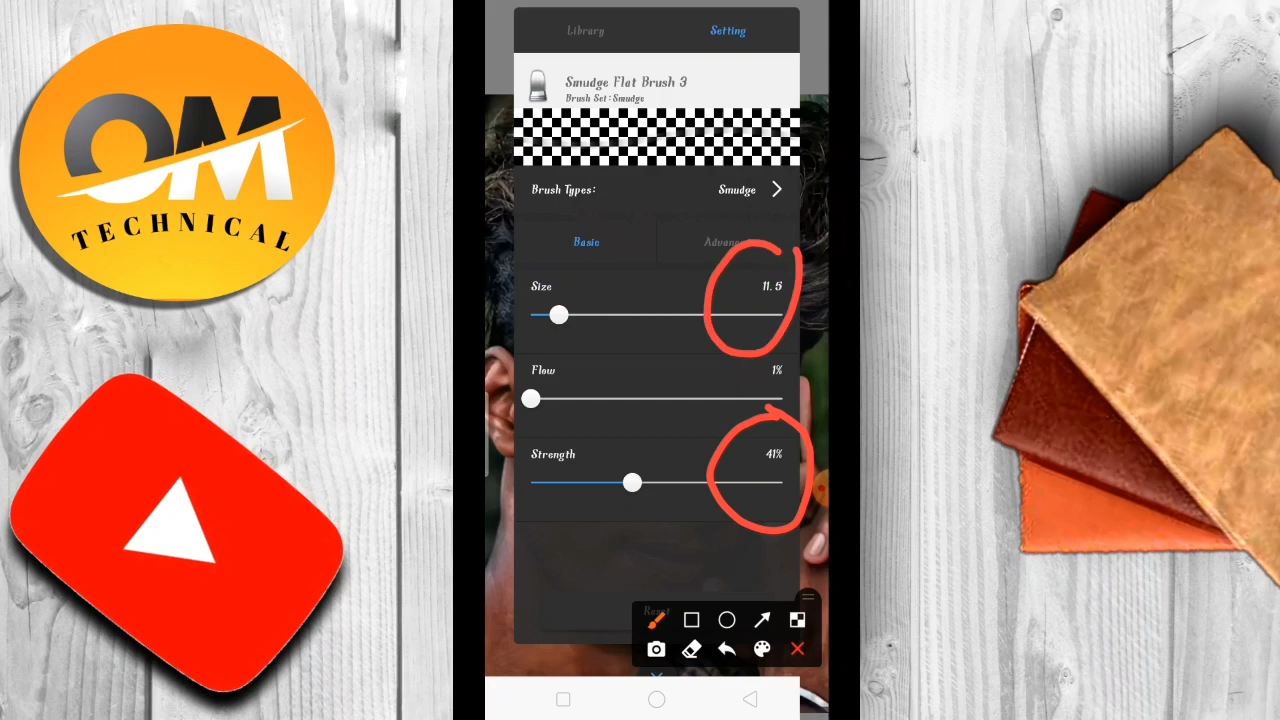 OM
TECHNICAL
Library Setting
Smudge Flat Brush 3
Brush Set: Smudge
Brush Types: Smudge
Basic
Size 11.5
Flow 1%
Strength 41%
Reset